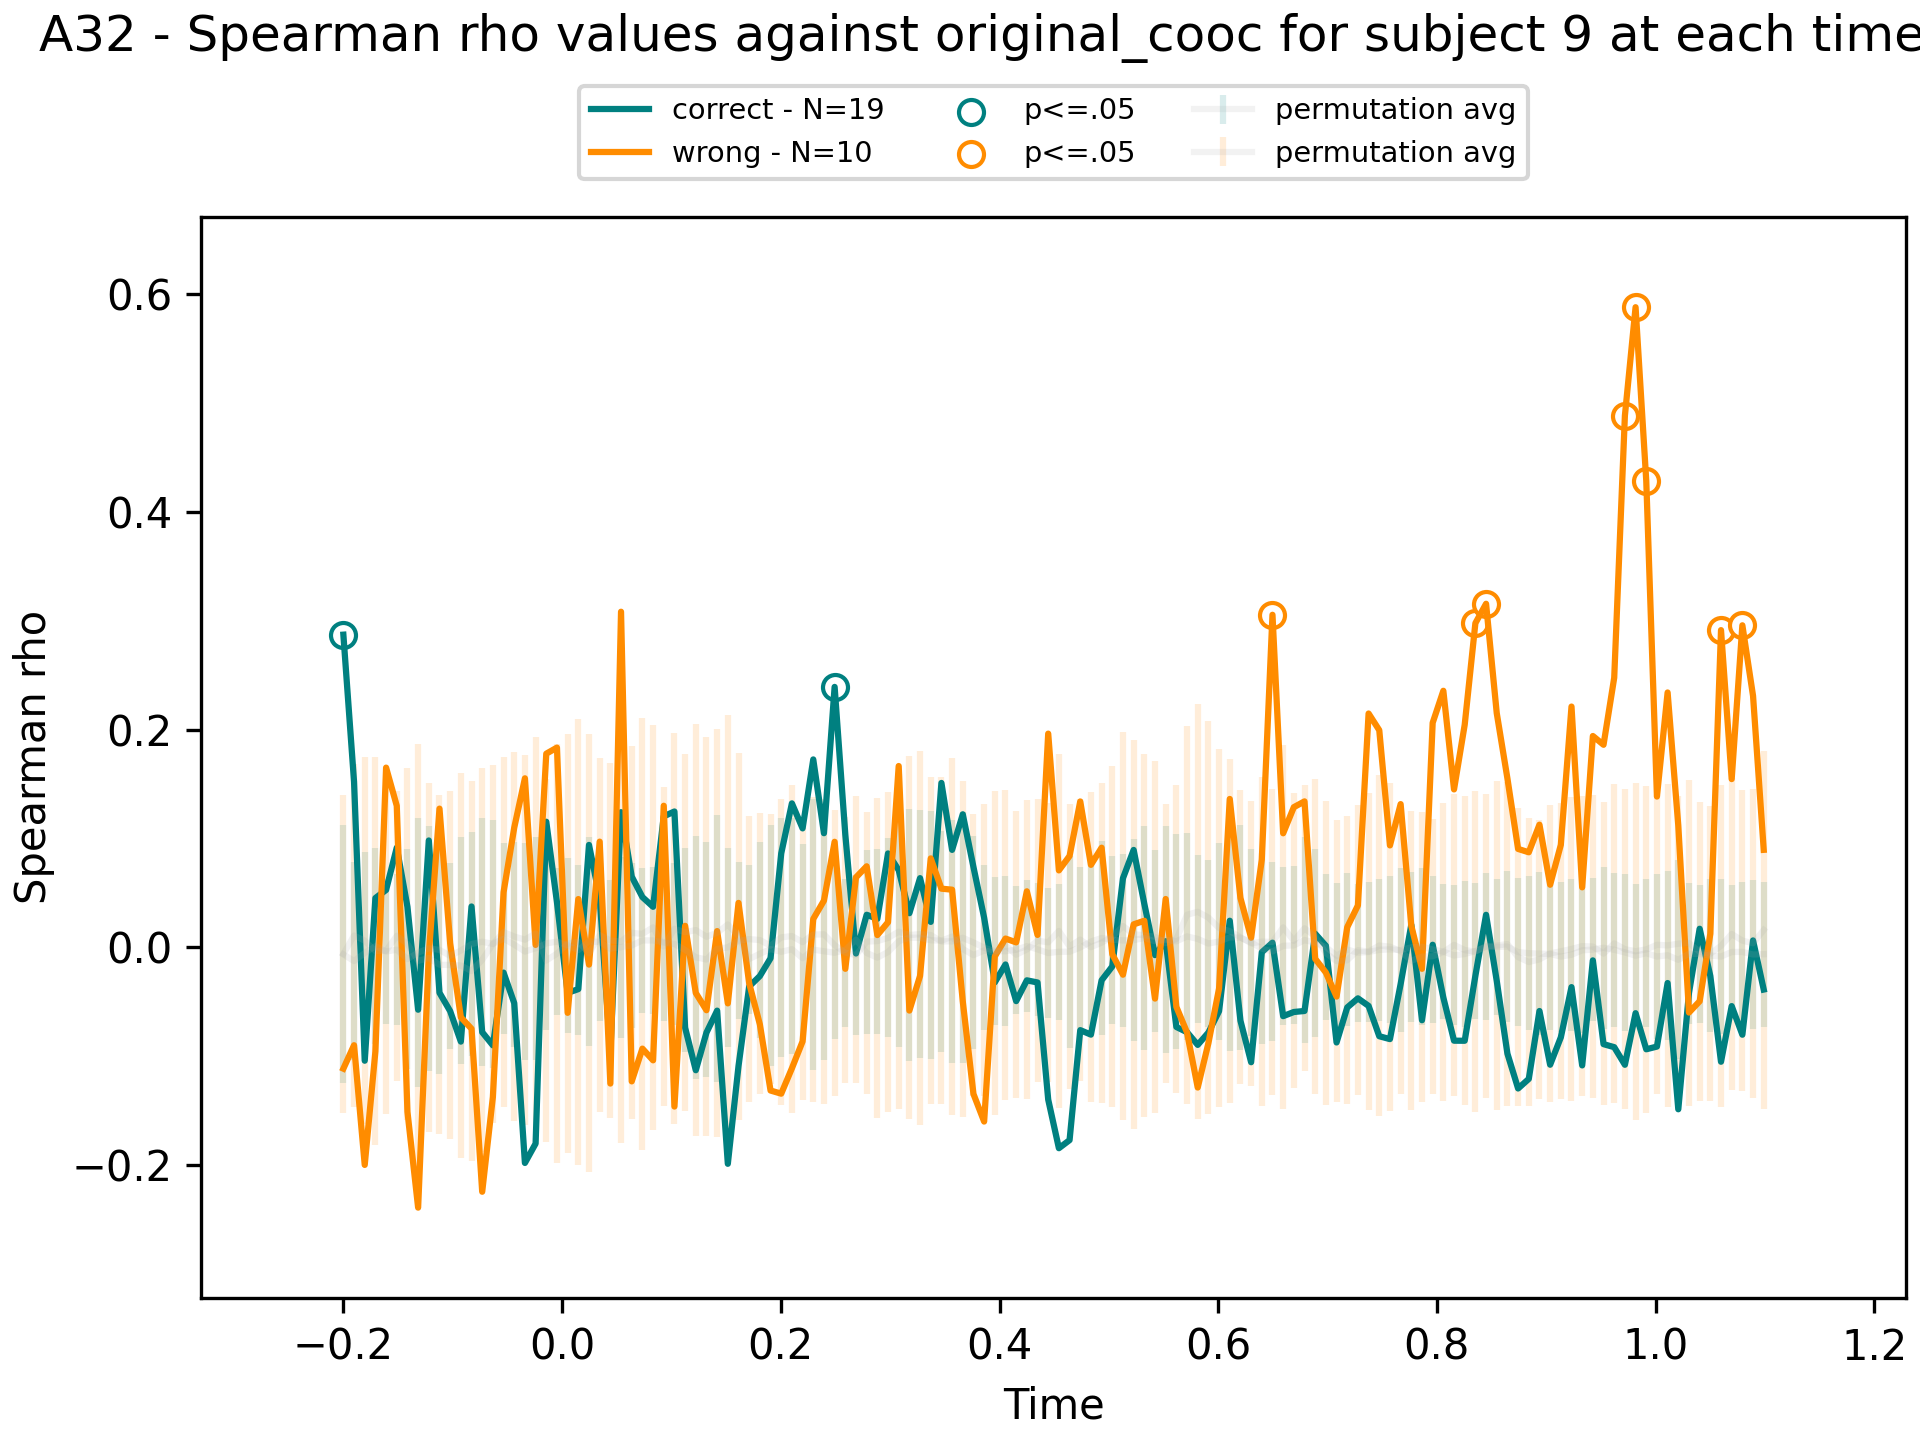 A32 - Spearman rho values against original_cooc for subject 9 at each time
correct - N=19 p<=.05 permutation avg
wrong - N=10 p<=.05 permutation avg
Spearman rho
0.6
0.4
0.2
0.0
−0.2
−0.2 0.0 0.2 0.4 0.6 0.8 1.0 1.2
Time